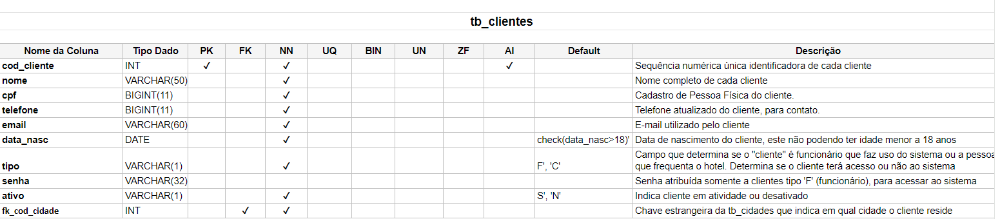 tb_clientes
Nome da Coluna Tipo Dado PK FK NN UQ BIN UN ZF AI Default Descrição
cod_cliente INT ✓ ✓ ✓ Sequência numérica única identificadora de cada cliente
nome VARCHAR(50) ✓ Nome completo de cada cliente
cpf BIGINT(11) ✓ Cadastro de Pessoa Física do cliente.
telefone BIGINT(11) ✓ Telefone atualizado do cliente, para contato.
email VARCHAR(60) ✓ E-mail utilizado pelo cliente
data_nasc DATE ✓ check(data_nasc>18)' Data de nascimento do cliente, este não podendo ter idade menor a 18 anos
Campo que determina se o "cliente" é funcionário que faz uso do sistema ou a pessoa
tipo VARCHAR(1) ✓ F', 'C' que frequenta o hotel. Determina se o cliente terá acesso ou não ao sistema
senha VARCHAR(32) Senha atribuída somente a clientes tipo 'F' (funcionário), para acessar ao sistema
ativo VARCHAR(1) ✓ S', 'N' Indica cliente em atividade ou desativado
fk_cod_cidade INT ✓ ✓ Chave estrangeira da tb_cidades que indica em qual cidade o cliente reside